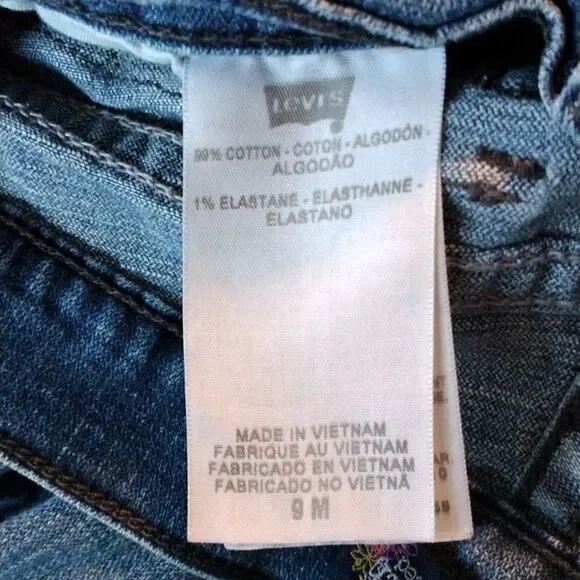 Levi's
99% COTTON - COTON - ALGODÓN -
ALGODÃO
1% ELASTANE - ELASTHANNE -
ELASTANO
MADE IN VIETNAM
FABRIQUE AU VIETNAM
FABRICADO EN VIETNAM
FABRICADO NO VIETNÃ
9 M